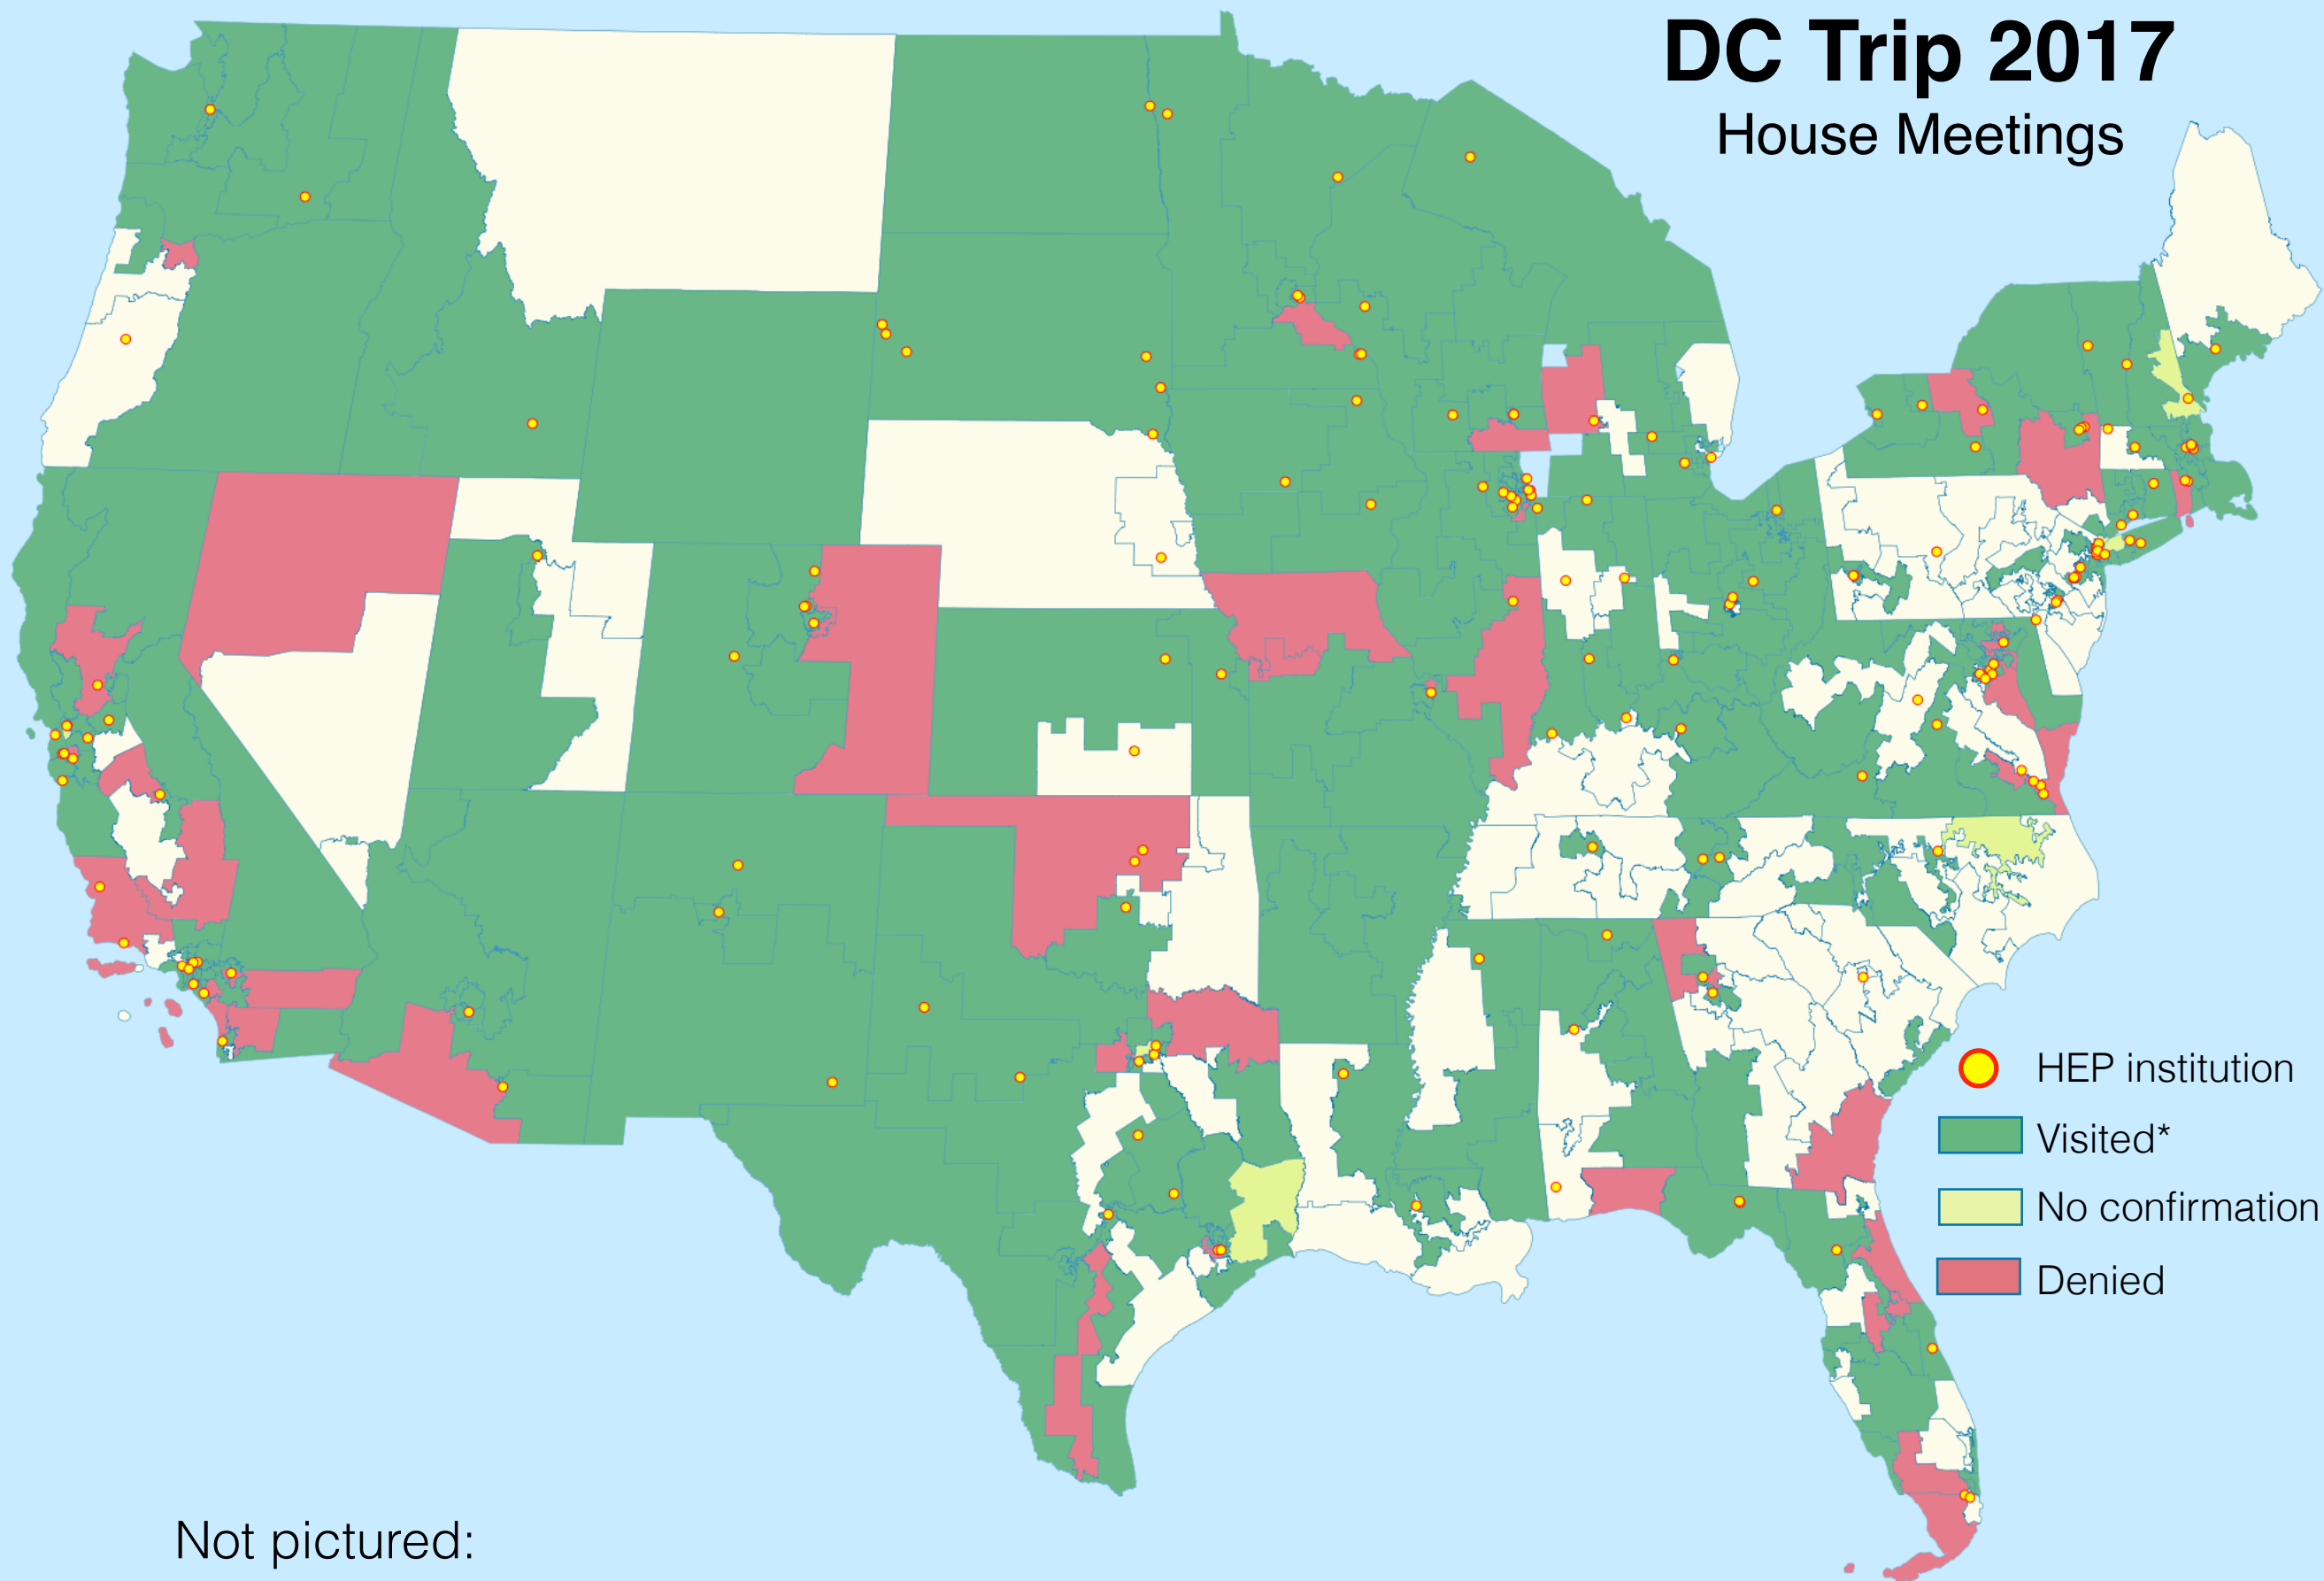 DC Trip 2017
House Meetings
HEP institution
Visited*
No confirmation
Denied
Not pictured: